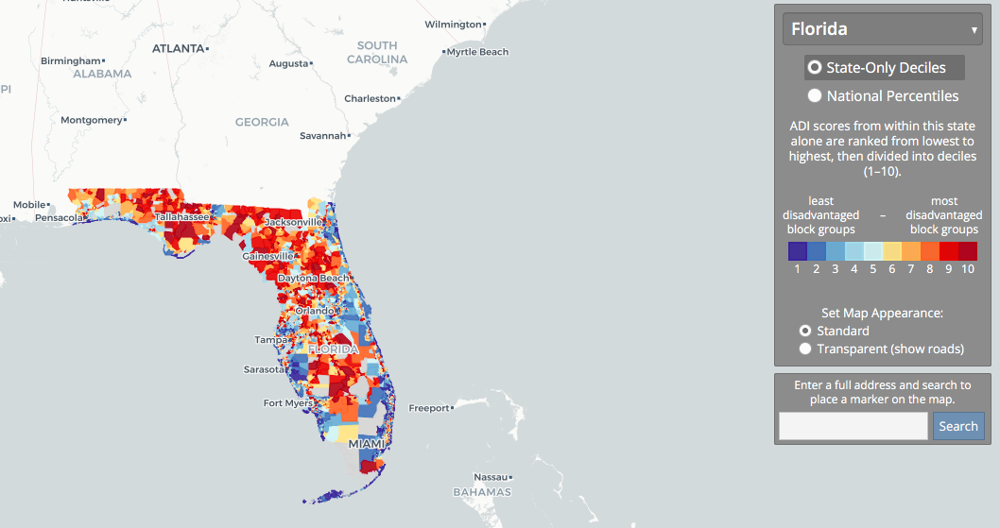 Huntsville
Wilmington
ATLANTA
SOUTH
CAROLINA
Myrtle Beach
Birmingham
Augusta
ALABAMA
PI
Charleston
Montgomery
GEORGIA
Savannah
Mobile
oxi
Pensacola
Tallahassee
Jacksonville
Gainesville
Daytona Beach
Orlando
Tampa
FLORIDA
Sarasota
Fort Myers
Freeport
MIAMI
Nassau
BAHAMAS
Florida
State-Only Deciles
National Percentiles
ADI scores from within this state
alone are ranked from lowest to
highest, then divided into deciles
(1–10).
least
disadvantaged
block groups
–
most
disadvantaged
block groups
1 2 3 4 5 6 7 8 9 10
Set Map Appearance:
Standard
Transparent (show roads)
Enter a full address and search to
place a marker on the map.
Search